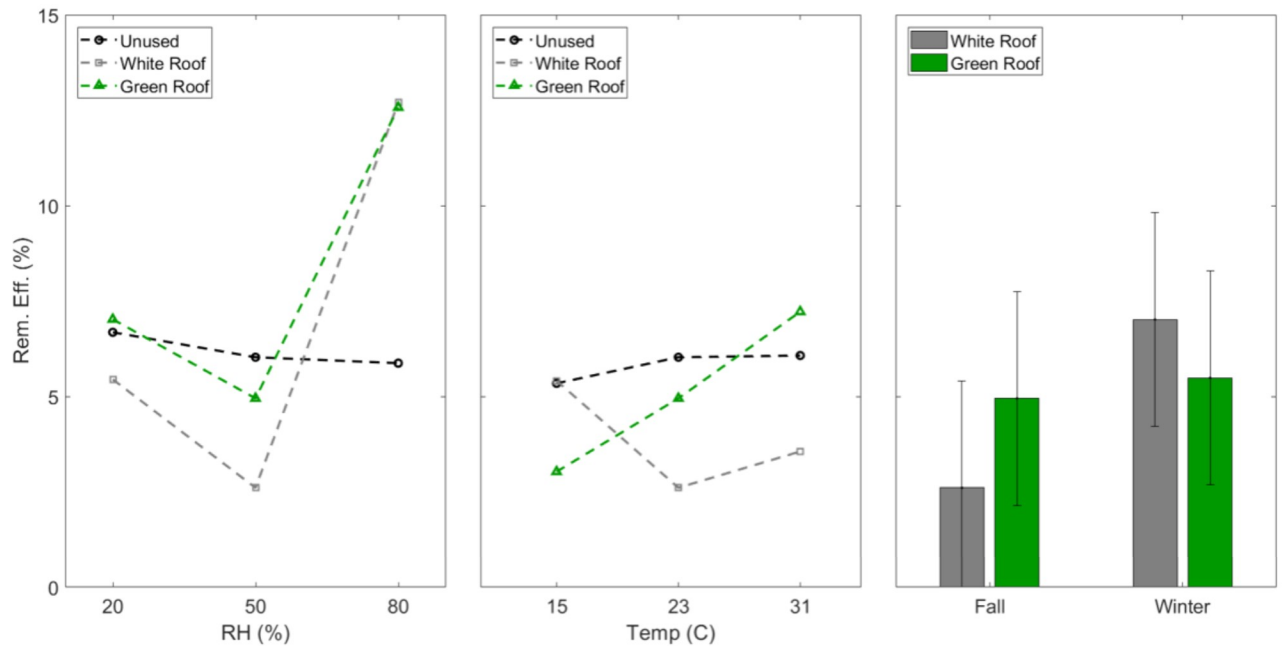 Rem. Eff. (%)
15
10
5
0
Unused
White Roof
Green Roof
20
50
80
RH (%)
Unused
White Roof
Green Roof
15
23
31
Temp (C)
White Roof
Green Roof
Fall
Winter